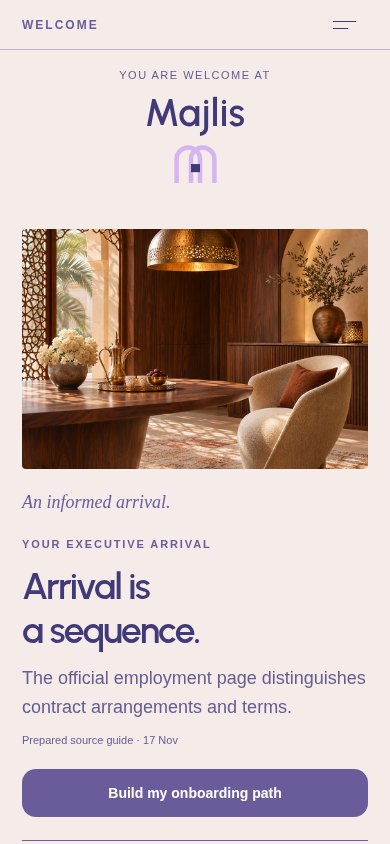 WELCOME
YOU ARE WELCOME AT
Majlis
An informed arrival.
YOUR EXECUTIVE ARRIVAL
Arrival is
a sequence.
The official employment page distinguishes
contract arrangements and terms.
Prepared source guide · 17 Nov
Build my onboarding path